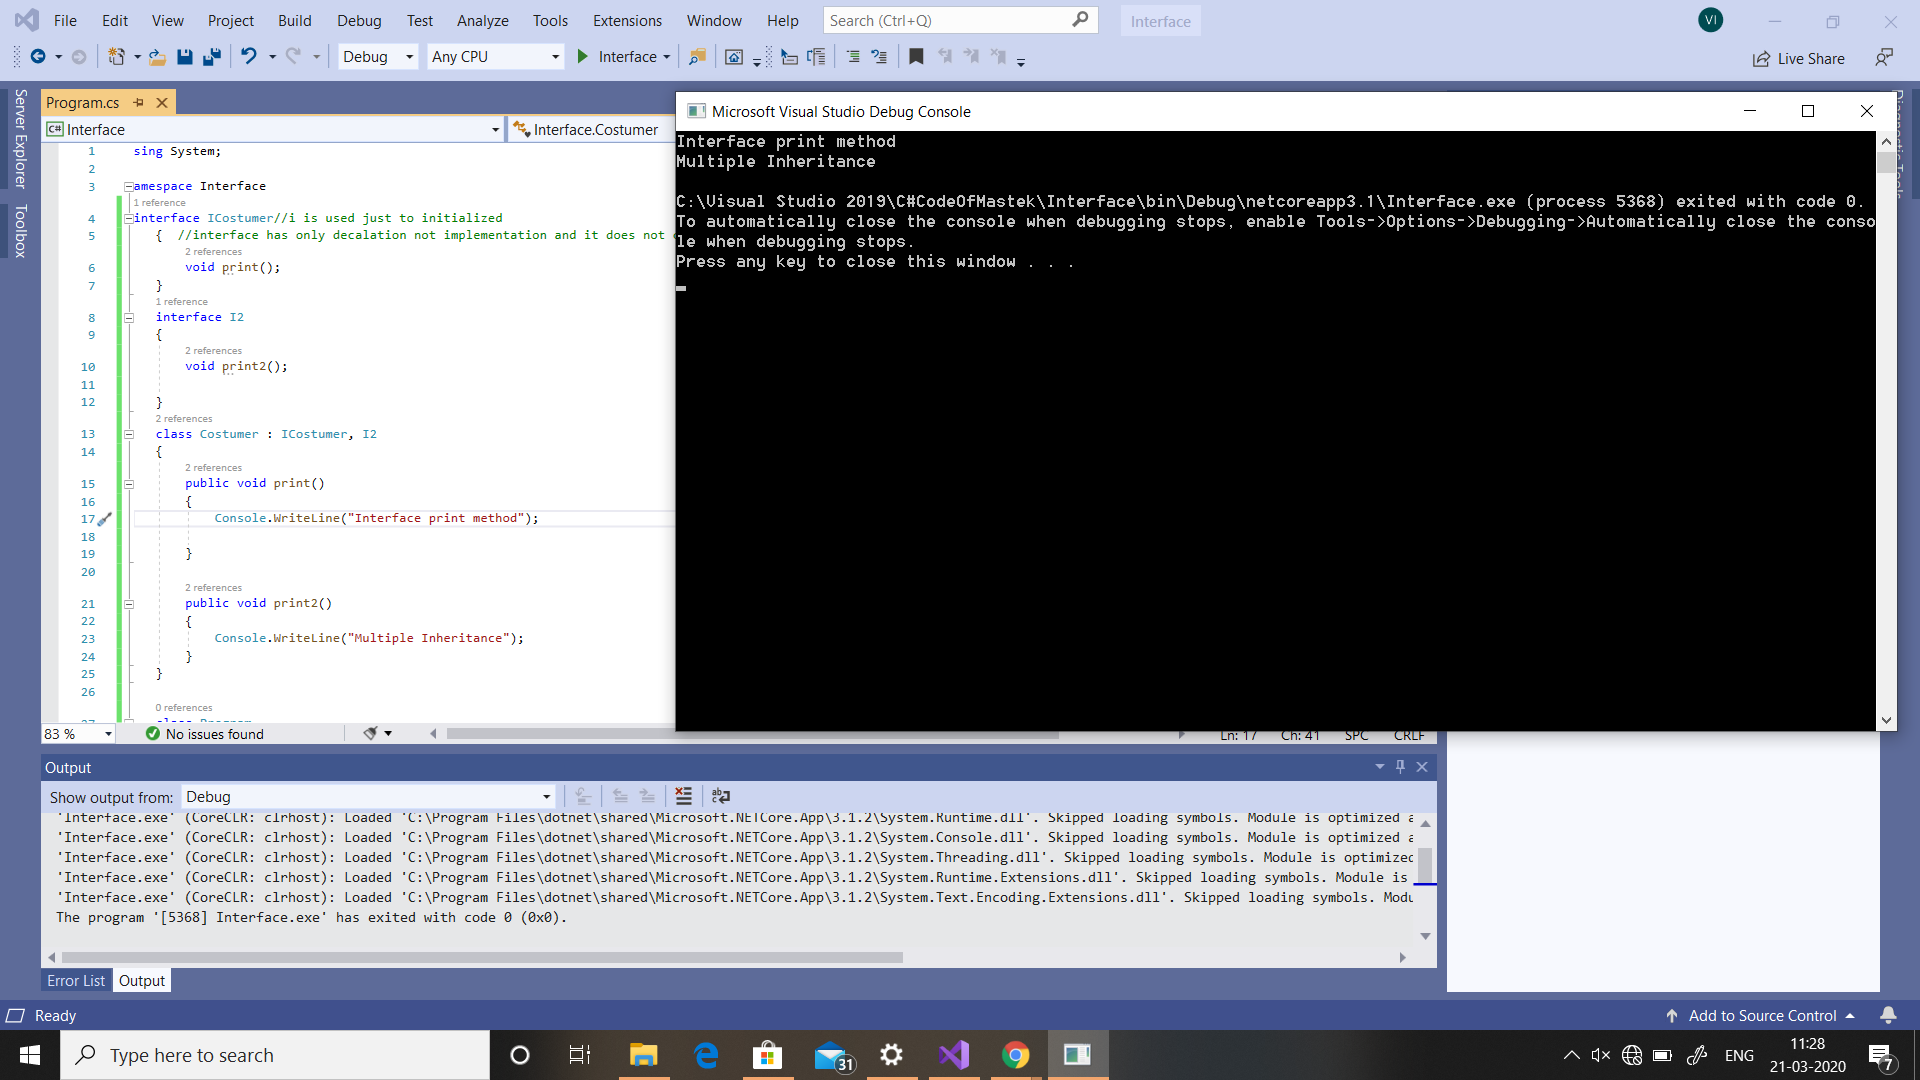 File Edit View Project Build Debug Test Analyze Tools Extensions Window Help Search (Ctrl+Q) Interface VI
Debug Any CPU Interface Live Share
Server Explorer
Toolbox
Program.cs
C# Interface Interface.Costumer
1 sing System;
2
3 amespace Interface
1 reference
4 interface ICostumer//i is used just to initialized
5 { //interface has only decalation not implementation and it does not
2 references
6 void print();
7 }
1 reference
8 interface I2
9 {
2 references
10 void print2();
11
12 }
2 references
13 class Costumer : ICostumer, I2
14 {
2 references
15 public void print()
16 {
17 Console.WriteLine("Interface print method");
18
19 }
20
2 references
21 public void print2()
22 {
23 Console.WriteLine("Multiple Inheritance");
24 }
25 }
26
0 references
83 % No issues found Ln: 17 Ch: 41 SPC CRLF
Microsoft Visual Studio Debug Console
Interface print method
Multiple Inheritance
C:\Visual Studio 2019\C#CodeOfMastek\Interface\bin\Debug\netcoreapp3.1\Interface.exe (process 5368) exited with code 0.
To automatically close the console when debugging stops, enable Tools->Options->Debugging->Automatically close the conso
le when debugging stops.
Press any key to close this window . . .
Output
Show output from: Debug
'Interface.exe' (CoreCLR: clrhost): Loaded 'C:\Program Files\dotnet\shared\Microsoft.NETCore.App\3.1.2\System.Runtime.dll'. Skipped loading symbols. Module is optimized a
'Interface.exe' (CoreCLR: clrhost): Loaded 'C:\Program Files\dotnet\shared\Microsoft.NETCore.App\3.1.2\System.Console.dll'. Skipped loading symbols. Module is optimized a
'Interface.exe' (CoreCLR: clrhost): Loaded 'C:\Program Files\dotnet\shared\Microsoft.NETCore.App\3.1.2\System.Threading.dll'. Skipped loading symbols. Module is optimized
'Interface.exe' (CoreCLR: clrhost): Loaded 'C:\Program Files\dotnet\shared\Microsoft.NETCore.App\3.1.2\System.Runtime.Extensions.dll'. Skipped loading symbols. Module is
'Interface.exe' (CoreCLR: clrhost): Loaded 'C:\Program Files\dotnet\shared\Microsoft.NETCore.App\3.1.2\System.Text.Encoding.Extensions.dll'. Skipped loading symbols. Modu
The program '[5368] Interface.exe' has exited with code 0 (0x0).
Error List Output
Ready Add to Source Control
Type here to search 31 ENG 11:28
21-03-2020 7